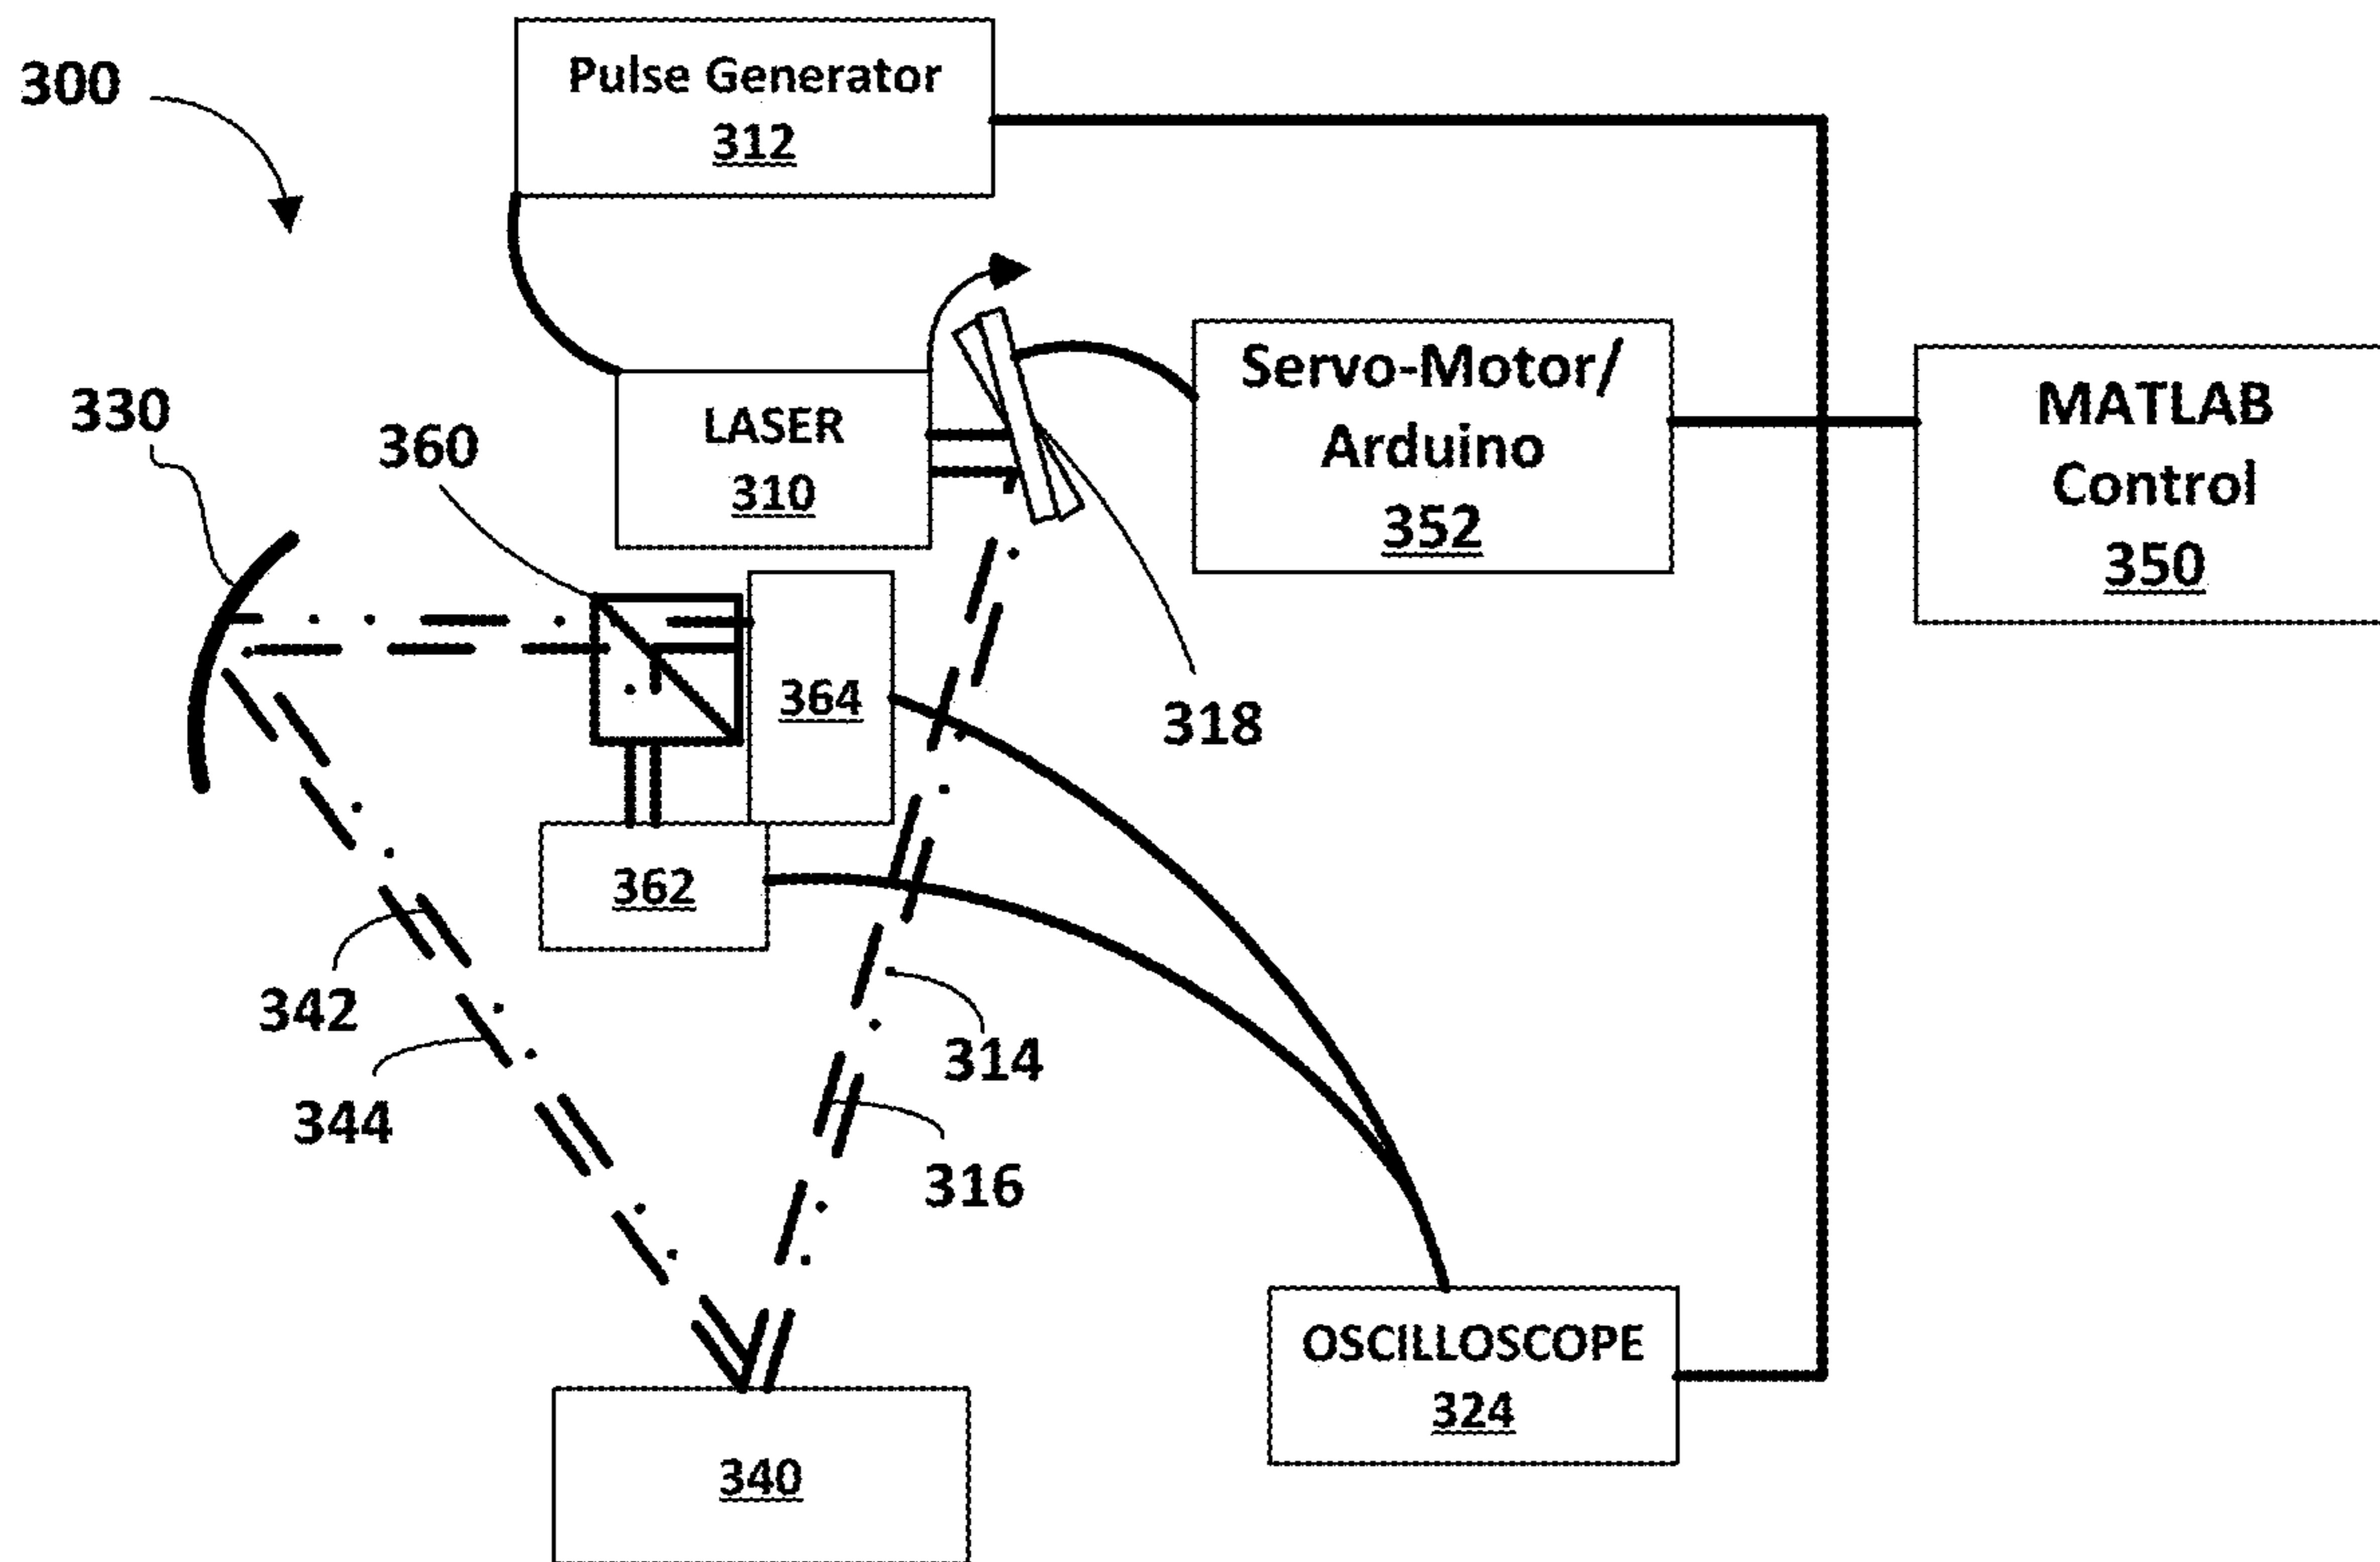 300
Pulse Generator
312
330
360
LASER
310
Servo-Motor/
Arduino
352
MATLAB
Control
350
364
318
362
342
344
314
316
OSCILLOSCOPE
324
340